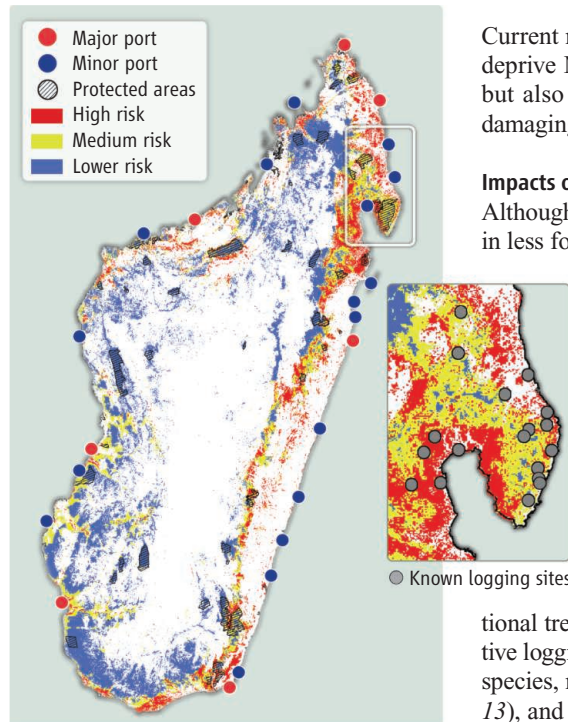 Major port
Minor port
Protected areas
High risk
Medium risk
Lower risk
Current r
deprive M
but also
damaging,
Impacts o
Although
in less fo
Known logging sites
tional tre
tive loggi
species, r
13), and